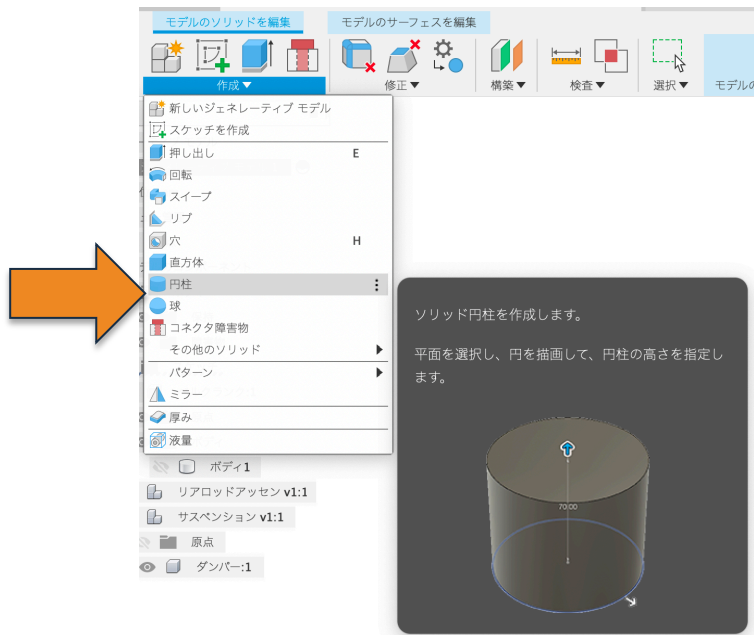 モデルのソリッドを編集
モデルのサーフェスを編集
作成▼
修正▼
構築▼
検査▼
選択▼
モデルの
新しいジェネレーティブ モデル
スケッチを作成
押し出し E
回転
スイープ
リブ
穴 H
直方体
円柱
球
コネクタ障害物
その他のソリッド
パターン
ミラー
厚み
液量
ソリッド円柱を作成します。
平面を選択し、円を描画して、円柱の高さを指定し
ます。
70.00
ボディ1
リアロッドアッセン v1:1
サスペンション v1:1
原点
ダンパー:1